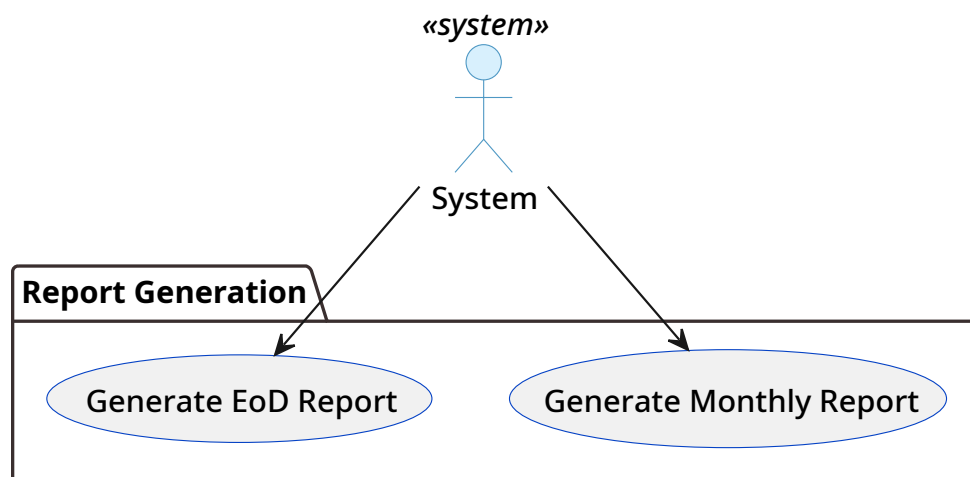 «system»
System
Report Generation
Generate EoD Report
Generate Monthly Report